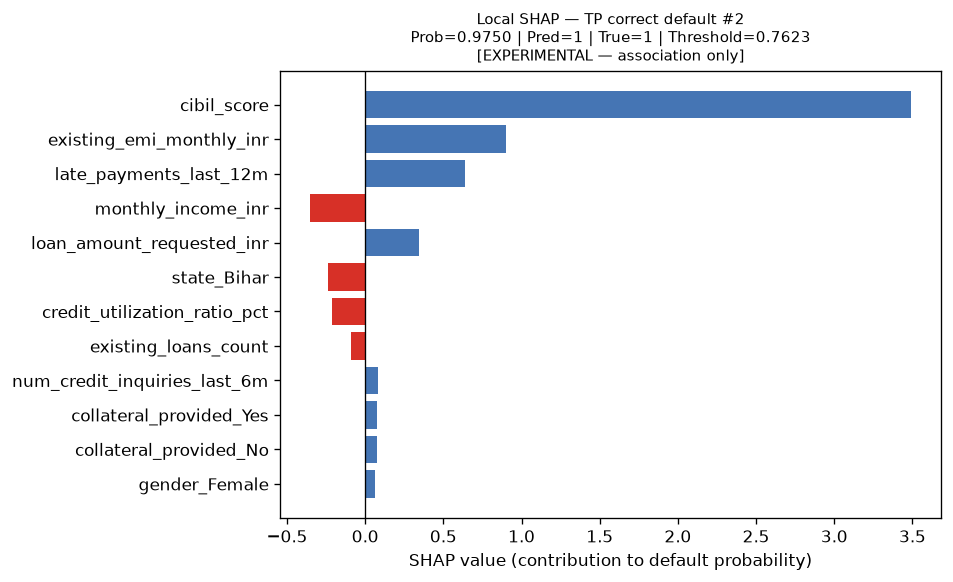 Local SHAP — TP correct default #2
Prob=0.9750 | Pred=1 | True=1 | Threshold=0.7623
[EXPERIMENTAL — association only]
cibil_score
existing_emi_monthly_inr
late_payments_last_12m
monthly_income_inr
loan_amount_requested_inr
state_Bihar
credit_utilization_ratio_pct
existing_loans_count
num_credit_inquiries_last_6m
collateral_provided_Yes
collateral_provided_No
gender_Female
−0.5 0.0 0.5 1.0 1.5 2.0 2.5 3.0 3.5
SHAP value (contribution to default probability)